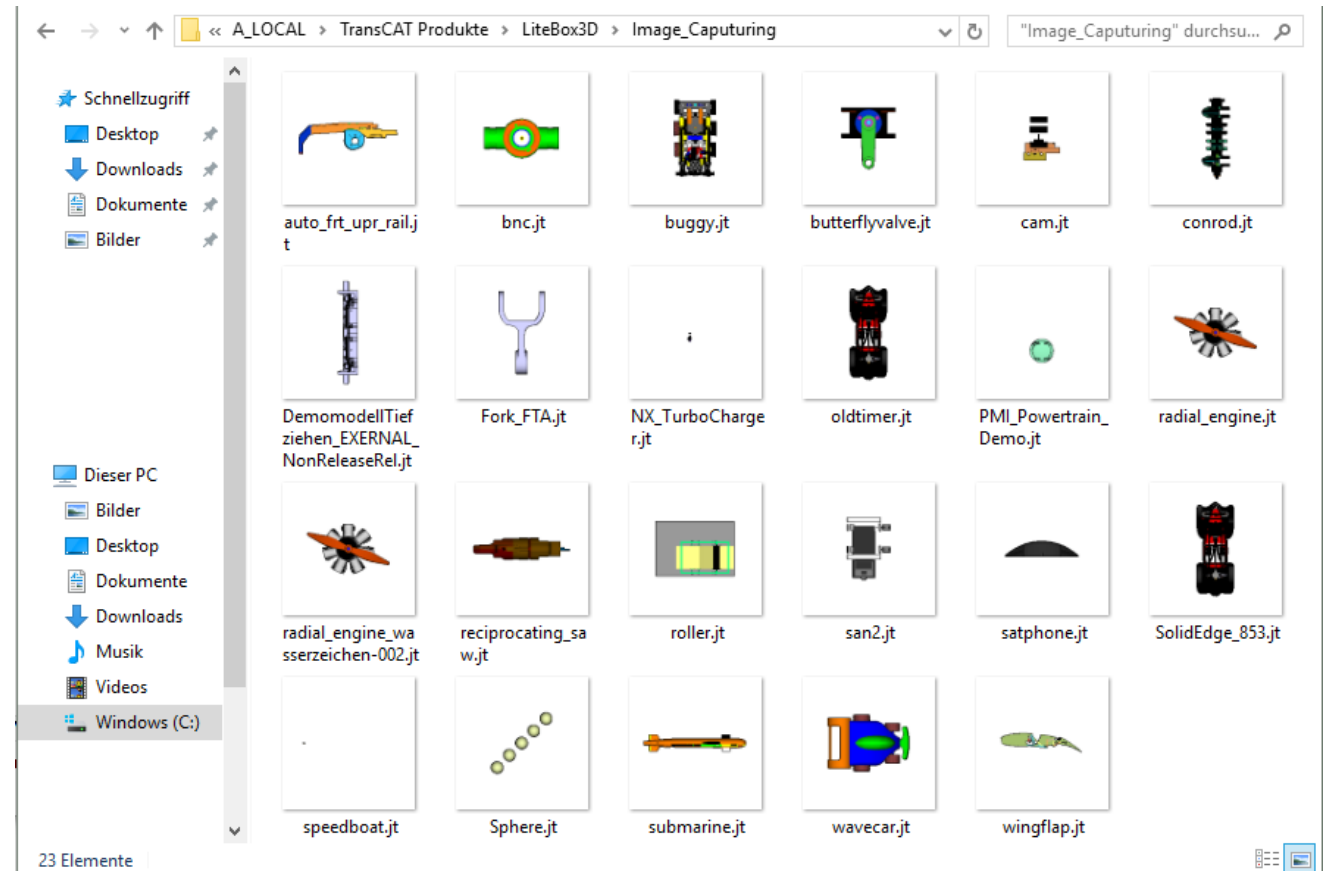 « A_LOCAL > TransCAT Produkte > LiteBox3D > Image_Caputuring
"Image_Caputuring" durchsu...
Schnellzugriff
Desktop
Downloads
Dokumente
Bilder
Dieser PC
Bilder
Desktop
Dokumente
Downloads
Musik
Videos
Windows (C:)
auto_frt_upr_rail.j
t
bnc.jt
buggy.jt
butterflyvalve.jt
cam.jt
conrod.jt
DemomodellTief
ziehen_EXERNAL_
NonReleaseRel.jt
Fork_FTA.jt
NX_TurboCharge
r.jt
oldtimer.jt
PMI_Powertrain_
Demo.jt
radial_engine.jt
radial_engine_wa
sserzeichen-002.jt
reciprocating_sa
w.jt
roller.jt
san2.jt
satphone.jt
SolidEdge_853.jt
speedboat.jt
Sphere.jt
submarine.jt
wavecar.jt
wingflap.jt
23 Elemente